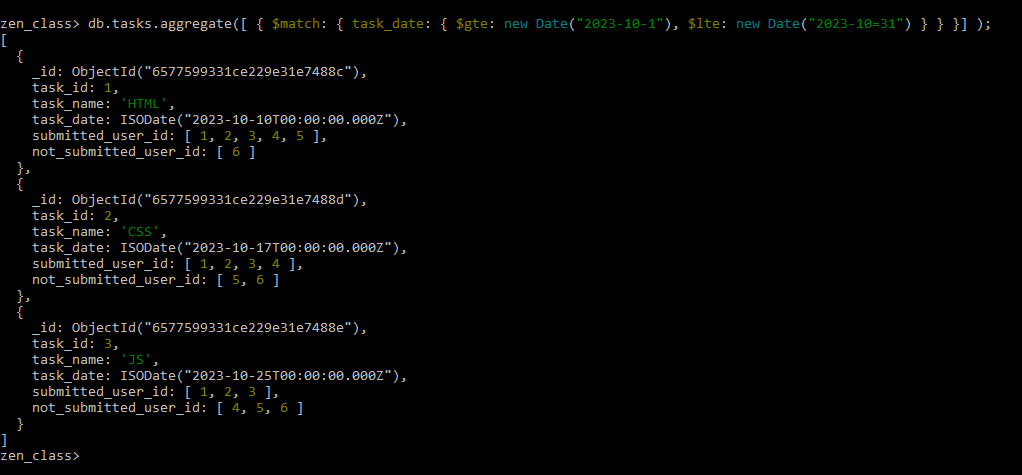 zen_class> db.tasks.aggregate([ { $match: { task_date: { $gte: new Date("2023-10-1"), $lte: new Date("2023-10=31") } } }] );
[
  {
    _id: ObjectId("6577599331ce229e31e7488c"),
    task_id: 1,
    task_name: 'HTML',
    task_date: ISODate("2023-10-10T00:00:00.000Z"),
    submitted_user_id: [ 1, 2, 3, 4, 5 ],
    not_submitted_user_id: [ 6 ]
  },
  {
    _id: ObjectId("6577599331ce229e31e7488d"),
    task_id: 2,
    task_name: 'CSS',
    task_date: ISODate("2023-10-17T00:00:00.000Z"),
    submitted_user_id: [ 1, 2, 3, 4 ],
    not_submitted_user_id: [ 5, 6 ]
  },
  {
    _id: ObjectId("6577599331ce229e31e7488e"),
    task_id: 3,
    task_name: 'JS',
    task_date: ISODate("2023-10-25T00:00:00.000Z"),
    submitted_user_id: [ 1, 2, 3 ],
    not_submitted_user_id: [ 4, 5, 6 ]
  }
]
zen_class>